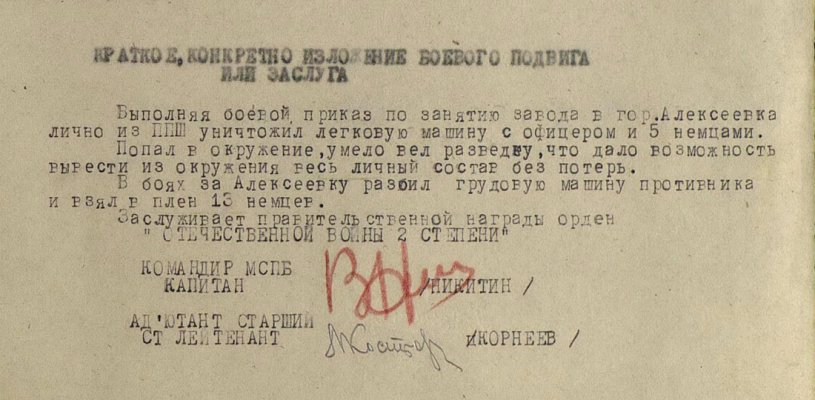 КРАТКОЕ, КОНКРЕТНО ИЗЛОЖЕНИЕ БОЕВОГО ПОДВИГА
ИЛИ ЗАСЛУГА
Выполняя боевой приказ по занятию завода в гор.Алексеевка
лично из ППШ уничтожил легковую машину с офицером и 5 немцами.
Попал в окружение,умело вел разведку,что дало возможность
вывести из окружения весь личный состав без потерь.
В боях за Алексеевку разбил грудовую машину противника
и взял в плен 13 немцев.
Заслуживает правительственной награды орден
" ОТЕЧЕСТВЕННОЙ ВОЙНЫ 2 СТЕПЕНИ"
КОМАНДИР МСПБ
КАПИТАН /НИКИТИН /
АД'ЮТАНТ СТАРШИЙ
СТ ЛЕЙТЕНАНТ /КОРНЕЕВ /